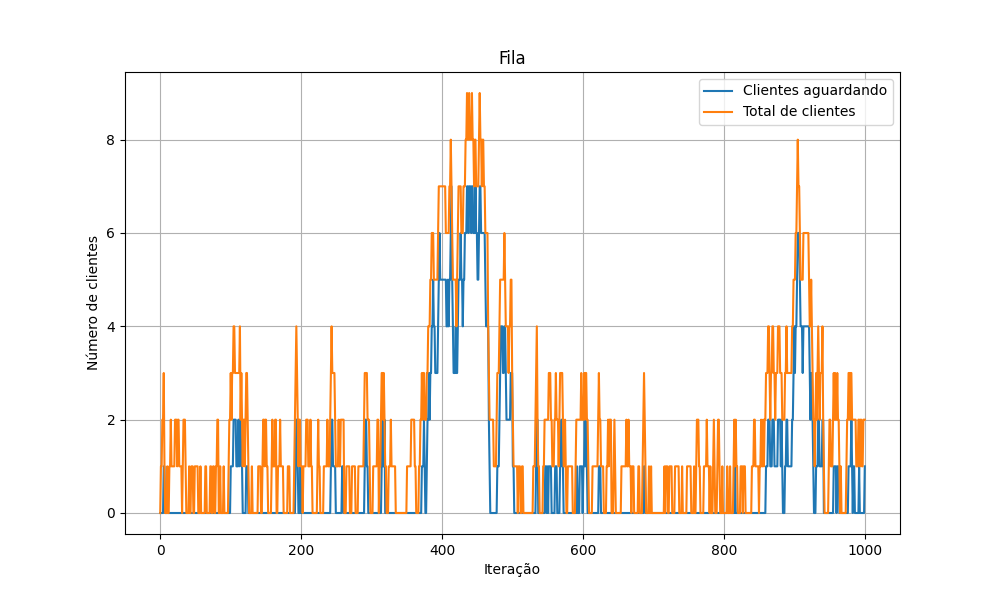 Fila
Clientes aguardando
Total de clientes
8
6
4
2
0
Número de clientes
0 200 400 600 800 1000
Iteração